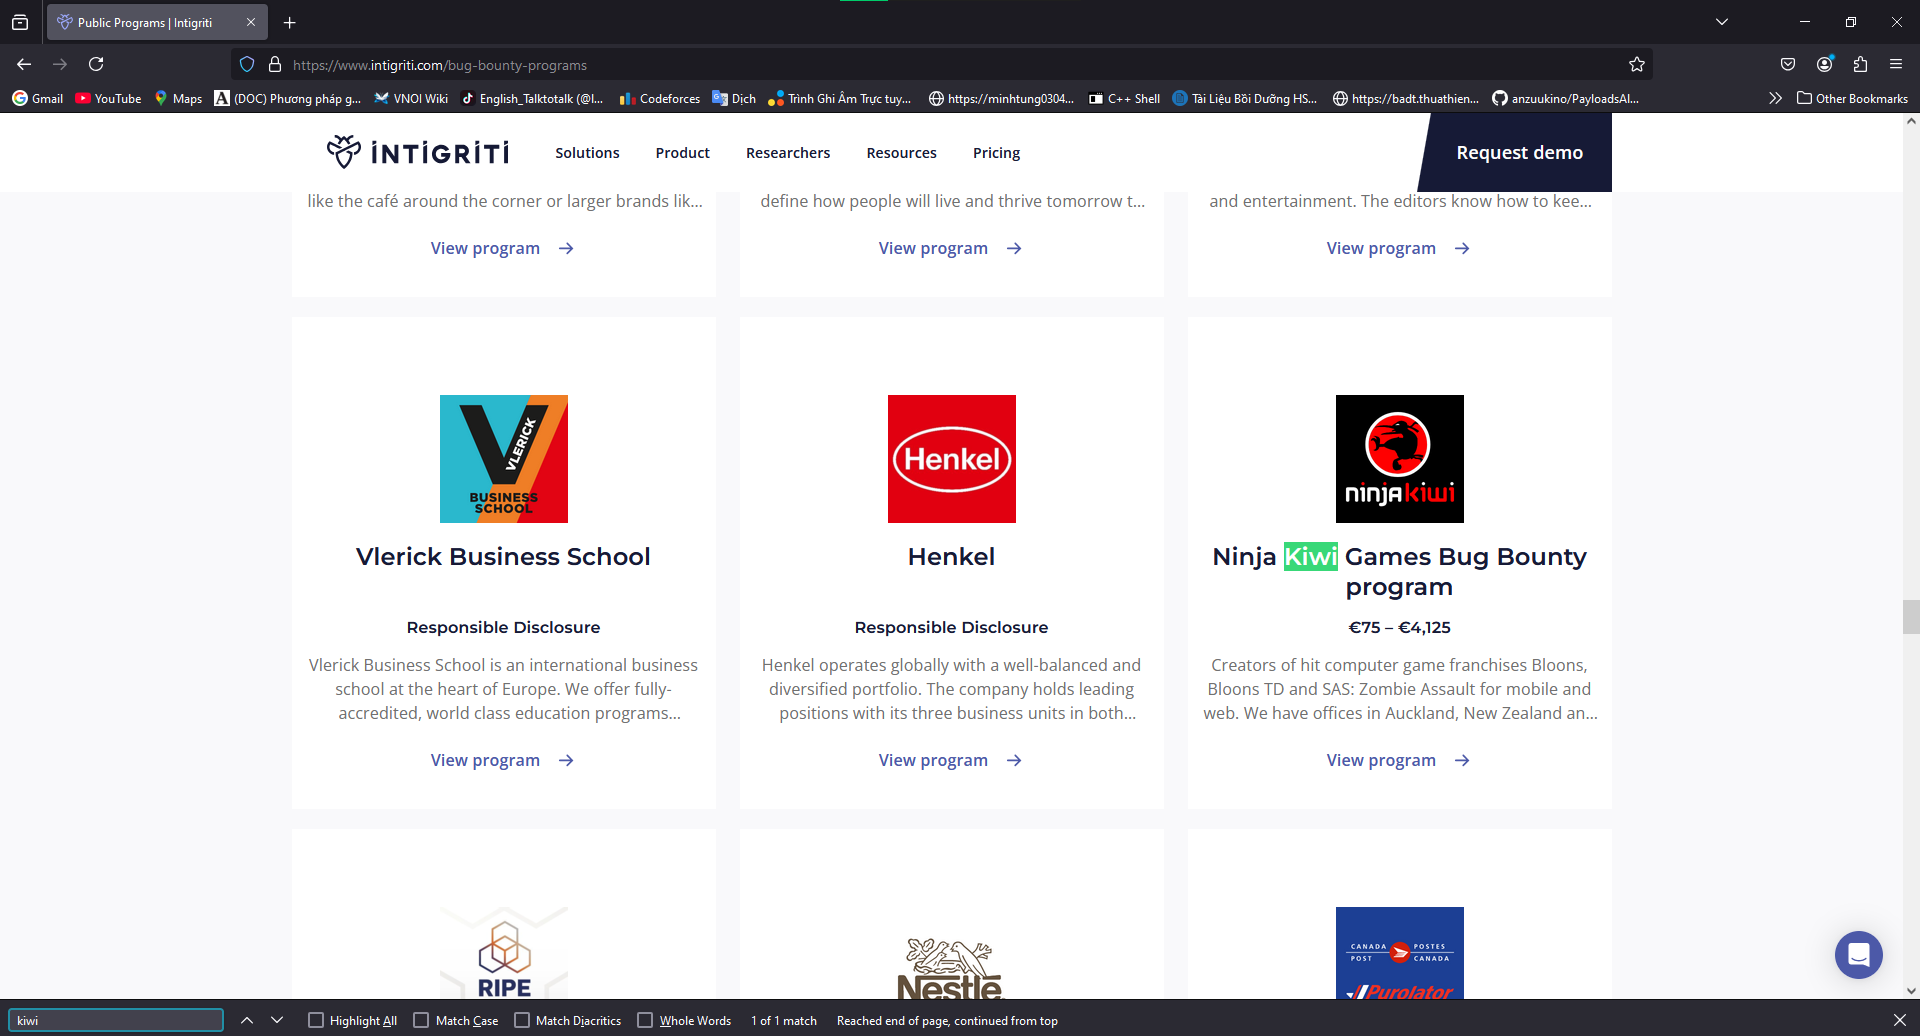 Public Programs | Intigriti
https://www.intigriti.com/bug-bounty-programs
Gmail
YouTube
Maps
(DOC) Phương pháp g...
VNOI Wiki
English_Talktotalk (@l...
Codeforces
Dịch
Trình Ghi Âm Trực tuy...
https://minhtung0304...
C++ Shell
Tài Liệu Bồi Dưỡng HS...
https://badt.thuathien...
anzuukino/PayloadsAl...
Other Bookmarks
INTIGRITI
Solutions
Product
Researchers
Resources
Pricing
Request demo
like the café around the corner or larger brands lik...
View program
define how people will live and thrive tomorrow t...
View program
and entertainment. The editors know how to kee...
View program
VLERICK
BUSINESS
SCHOOL
Vlerick Business School
Responsible Disclosure
Vlerick Business School is an international business
school at the heart of Europe. We offer fully-
accredited, world class education programs...
View program
Henkel
Henkel
Responsible Disclosure
Henkel operates globally with a well-balanced and
diversified portfolio. The company holds leading
positions with its three business units in both...
View program
ninjakiwi
Ninja Kiwi Games Bug Bounty
program
€75 – €4,125
Creators of hit computer game franchises Bloons,
Bloons TD and SAS: Zombie Assault for mobile and
web. We have offices in Auckland, New Zealand an...
View program
RIPE
Nestlé
CANADA POSTES
POST CANADA
Purolator
kiwi
Highlight All
Match Case
Match Diacritics
Whole Words
1 of 1 match
Reached end of page, continued from top